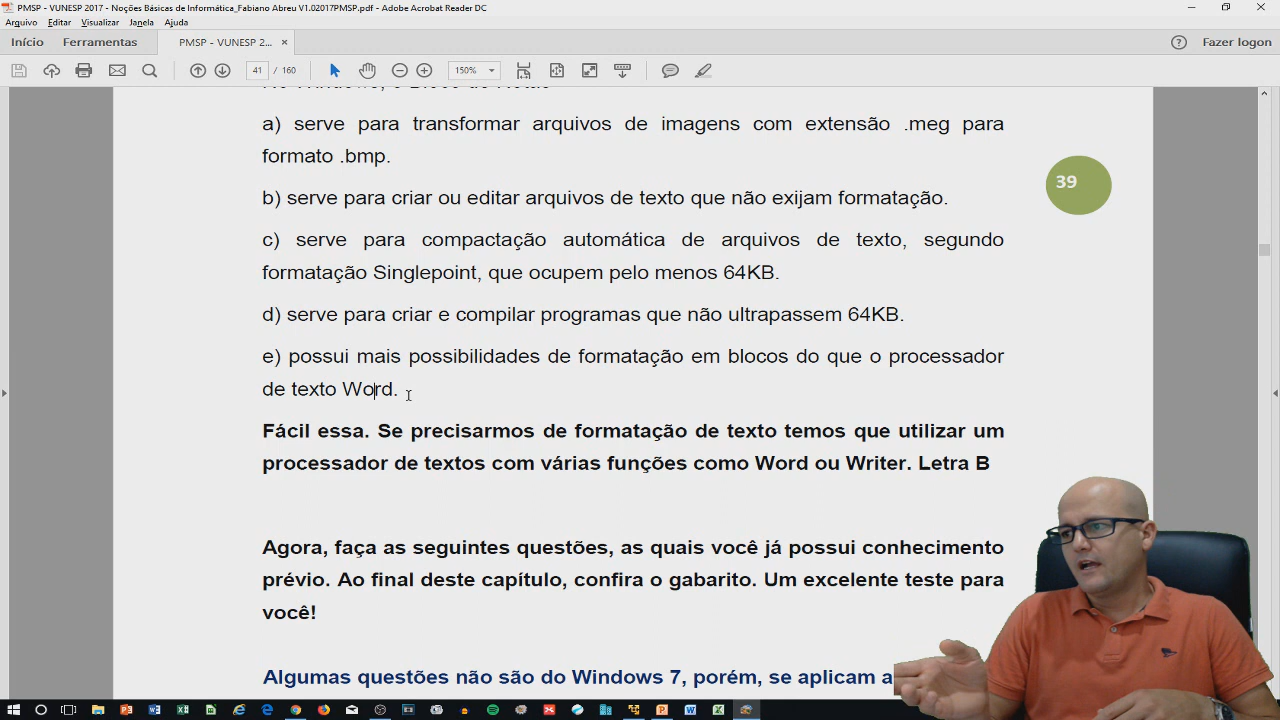 PMSP - VUNESP 2017 - Noções Básicas de Informática_Fabiano Abreu V1.02017PMSP.pdf - Adobe Acrobat Reader DC
Arquivo Editar Visualizar Janela Ajuda
Início Ferramentas PMSP - VUNESP 2... × Fazer logon
41 / 160 150%
a) serve para transformar arquivos de imagens com extensão .meg para
formato .bmp.
39
b) serve para criar ou editar arquivos de texto que não exijam formatação.
c) serve para compactação automática de arquivos de texto, segundo
formatação Singlepoint, que ocupem pelo menos 64KB.
d) serve para criar e compilar programas que não ultrapassem 64KB.
e) possui mais possibilidades de formatação em blocos do que o processador
de texto Word.
Fácil essa. Se precisarmos de formatação de texto temos que utilizar um
processador de textos com várias funções como Word ou Writer. Letra B
Agora, faça as seguintes questões, as quais você já possui conhecimento
prévio. Ao final deste capítulo, confira o gabarito. Um excelente teste para
você!
Algumas questões não são do Windows 7, porém, se aplicam a